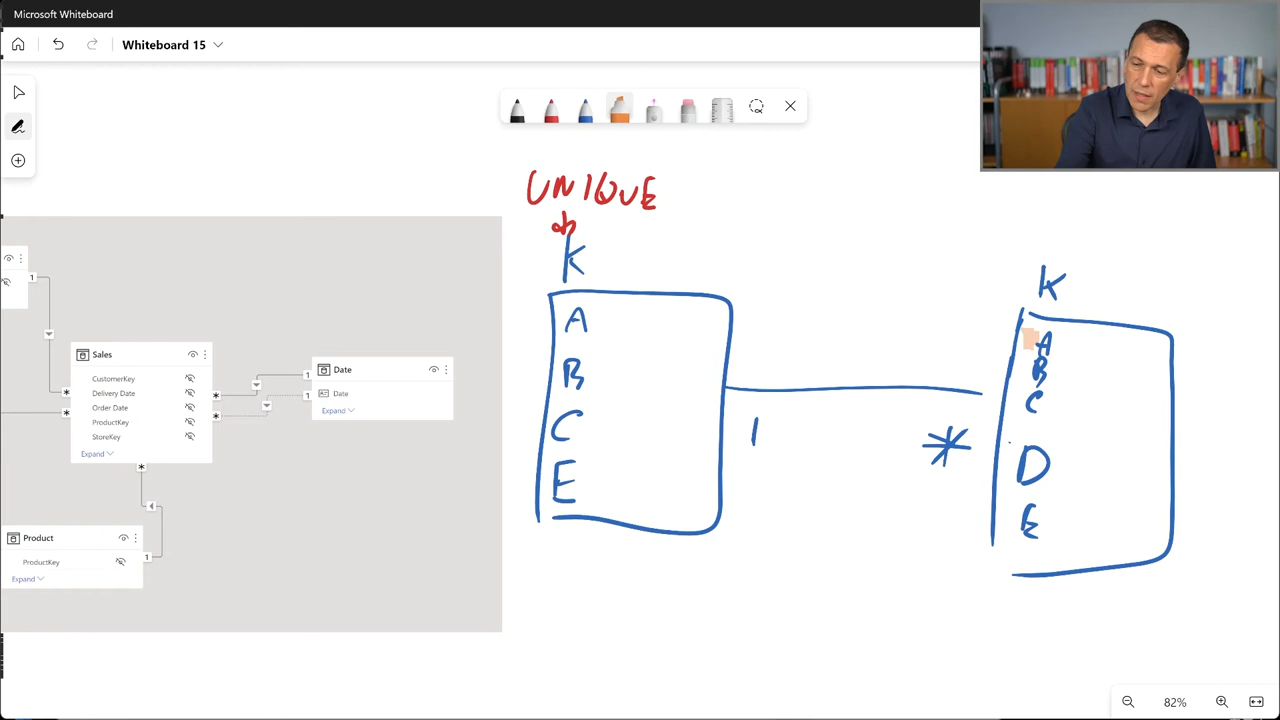 Microsoft Whiteboard
Whiteboard 15
UNIQUE
K
A
B
C
E
1
*
K
A
B
C
D
E
1
Sales
CustomerKey
Delivery Date
Order Date
ProductKey
StoreKey
Expand
*
*
*
*
*
1
1
Date
Date
Expand
Product
ProductKey
Expand
1
82%